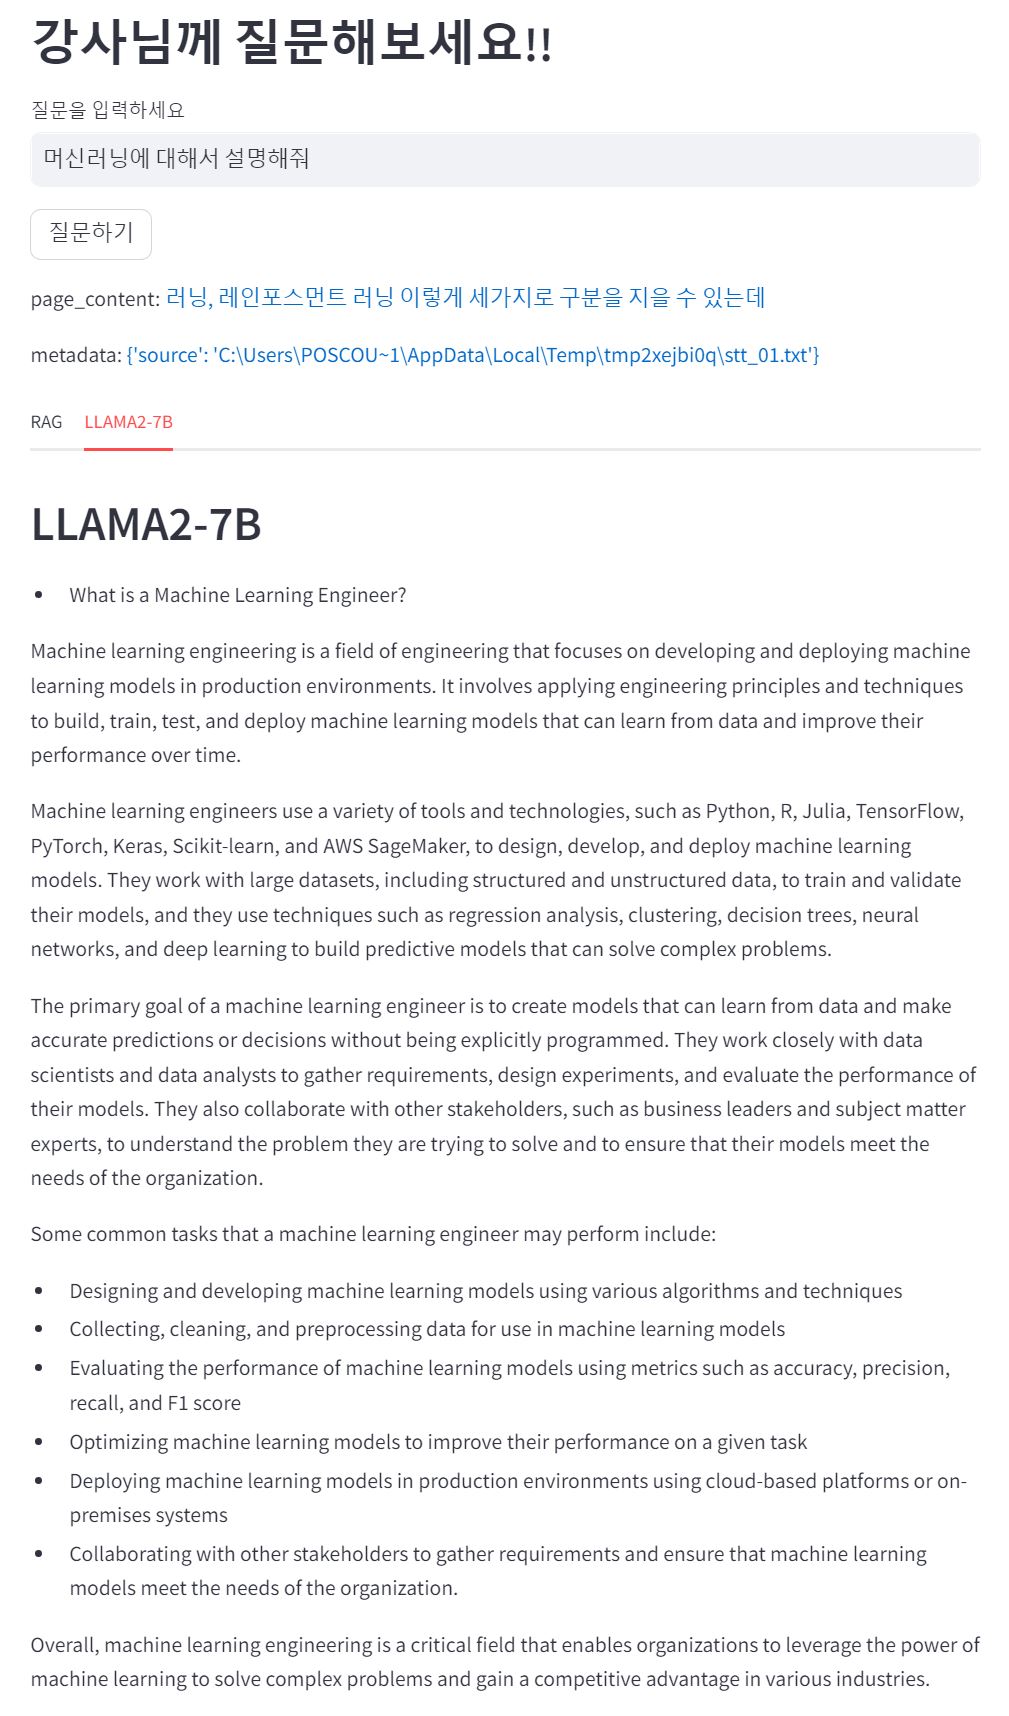 강사님께 질문해보세요!!
질문을 입력하세요
머신러닝에 대해서 설명해줘
질문하기
page_content: 러닝, 레인포스먼트 러닝 이렇게 세가지로 구분을 지을 수 있는데
metadata: {'source': 'C:\Users\POSCOU~1\AppData\Local\Temp\tmp2xejbi0q\stt_01.txt'}
RAG LLAMA2-7B
LLAMA2-7B
• What is a Machine Learning Engineer?
Machine learning engineering is a field of engineering that focuses on developing and deploying machine
learning models in production environments. It involves applying engineering principles and techniques
to build, train, test, and deploy machine learning models that can learn from data and improve their
performance over time.
Machine learning engineers use a variety of tools and technologies, such as Python, R, Julia, TensorFlow,
PyTorch, Keras, Scikit-learn, and AWS SageMaker, to design, develop, and deploy machine learning
models. They work with large datasets, including structured and unstructured data, to train and validate
their models, and they use techniques such as regression analysis, clustering, decision trees, neural
networks, and deep learning to build predictive models that can solve complex problems.
The primary goal of a machine learning engineer is to create models that can learn from data and make
accurate predictions or decisions without being explicitly programmed. They work closely with data
scientists and data analysts to gather requirements, design experiments, and evaluate the performance of
their models. They also collaborate with other stakeholders, such as business leaders and subject matter
experts, to understand the problem they are trying to solve and to ensure that their models meet the
needs of the organization.
Some common tasks that a machine learning engineer may perform include:
• Designing and developing machine learning models using various algorithms and techniques
• Collecting, cleaning, and preprocessing data for use in machine learning models
• Evaluating the performance of machine learning models using metrics such as accuracy, precision,
recall, and F1 score
• Optimizing machine learning models to improve their performance on a given task
• Deploying machine learning models in production environments using cloud-based platforms or on-
premises systems
• Collaborating with other stakeholders to gather requirements and ensure that machine learning
models meet the needs of the organization.
Overall, machine learning engineering is a critical field that enables organizations to leverage the power of
machine learning to solve complex problems and gain a competitive advantage in various industries.